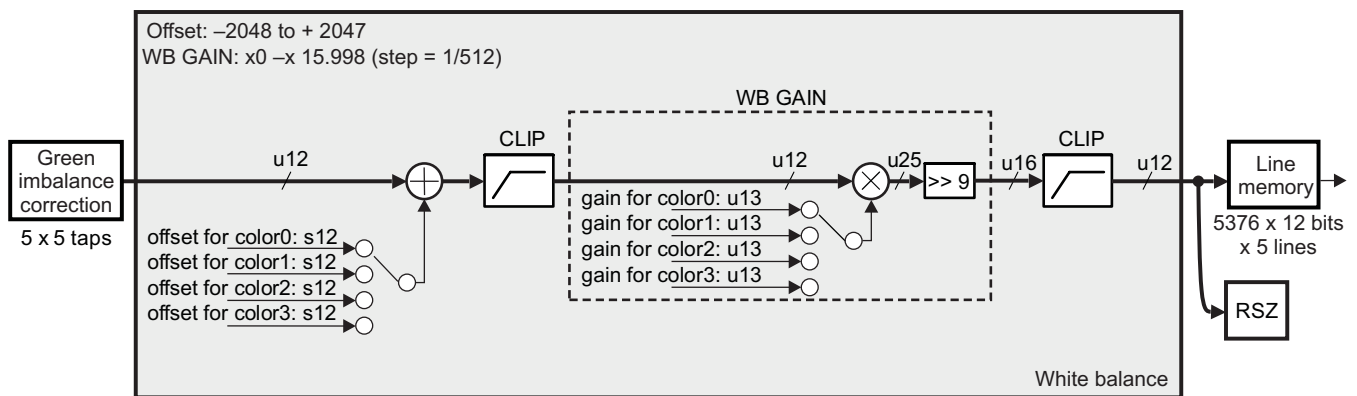 Offset: –2048 to + 2047
WB GAIN: x0 –x 15.998 (step = 1/512)
Green
imbalance
correction
5 x 5 taps
u12
offset for color0: s12
offset for color1: s12
offset for color2: s12
offset for color3: s12
CLIP
WB GAIN
u12
gain for color0: u13
gain for color1: u13
gain for color2: u13
gain for color3: u13
u25
>> 9
u16
CLIP
u12
Line
memory
5376 x 12 bits
x 5 lines
RSZ
White balance